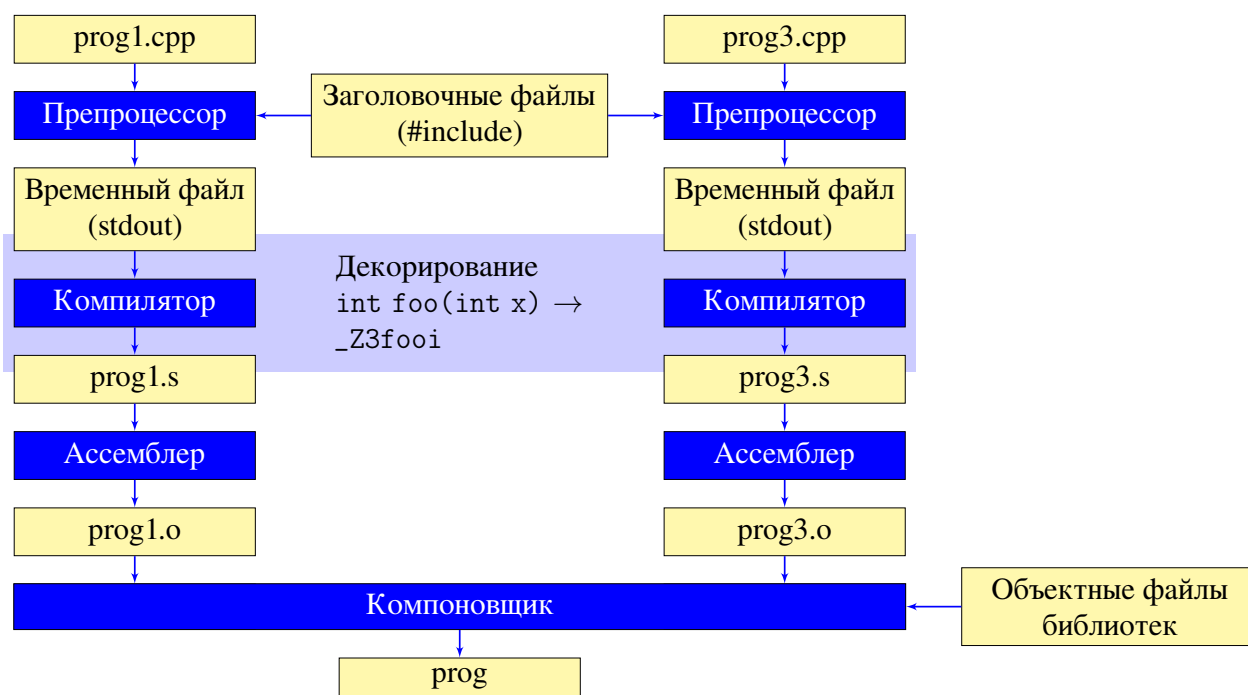 prog1.cpp
prog3.cpp
Препроцессор
Заголовочные файлы
(#include)
Препроцессор
Временный файл
(stdout)
Временный файл
(stdout)
Декорирование
int foo(int x) →
_Z3fooi
Компилятор
Компилятор
prog1.s
prog3.s
Ассемблер
Ассемблер
prog1.o
prog3.o
Компоновщик
Объектные файлы
библиотек
prog